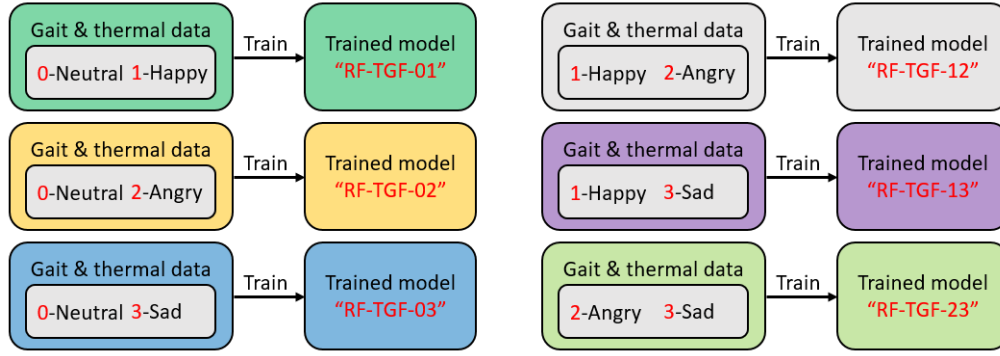 Gait & thermal data
0-Neutral 1-Happy
Train
Trained model
“RF-TGF-01”
Gait & thermal data
1-Happy 2-Angry
Train
Trained model
“RF-TGF-12”
Gait & thermal data
0-Neutral 2-Angry
Train
Trained model
“RF-TGF-02”
Gait & thermal data
1-Happy 3-Sad
Train
Trained model
“RF-TGF-13”
Gait & thermal data
0-Neutral 3-Sad
Train
Trained model
“RF-TGF-03”
Gait & thermal data
2-Angry 3-Sad
Train
Trained model
“RF-TGF-23”